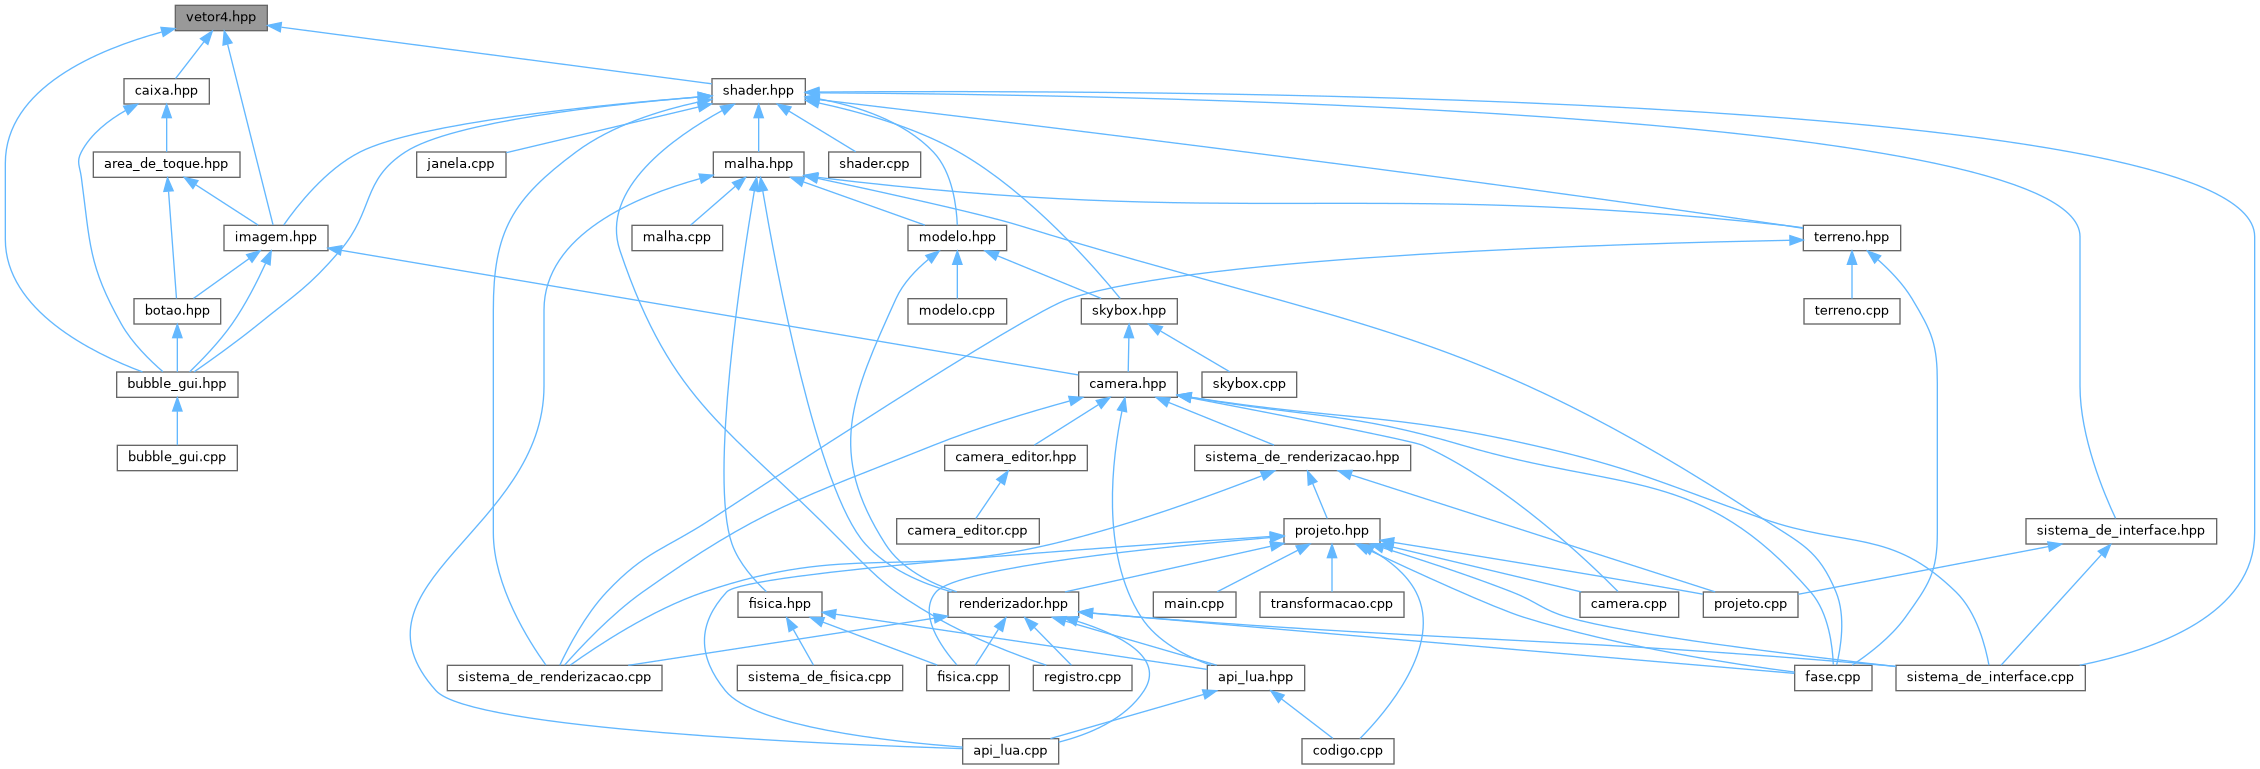 vetor4.hpp
caixa.hpp
shader.hpp
area_de_toque.hpp
janela.cpp
malha.hpp
shader.cpp
imagem.hpp
malha.cpp
modelo.hpp
terreno.hpp
botao.hpp
modelo.cpp
skybox.hpp
terreno.cpp
bubble_gui.hpp
camera.hpp
skybox.cpp
bubble_gui.cpp
camera_editor.hpp
sistema_de_renderizacao.hpp
camera_editor.cpp
projeto.hpp
sistema_de_interface.hpp
fisica.hpp
renderizador.hpp
main.cpp
transformacao.cpp
camera.cpp
projeto.cpp
sistema_de_renderizacao.cpp
sistema_de_fisica.cpp
fisica.cpp
registro.cpp
api_lua.hpp
fase.cpp
sistema_de_interface.cpp
api_lua.cpp
codigo.cpp